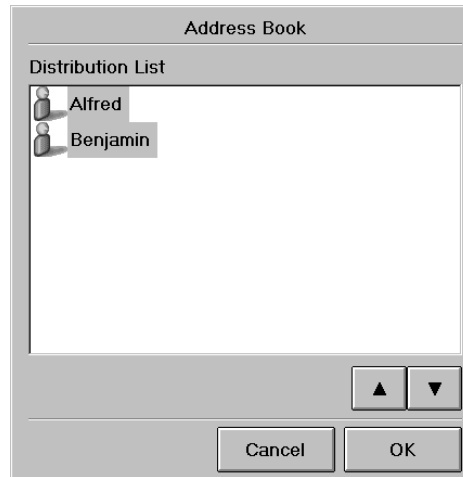 Address Book
Distribution List
Alfred
Benjamin
▲ ▼
Cancel OK